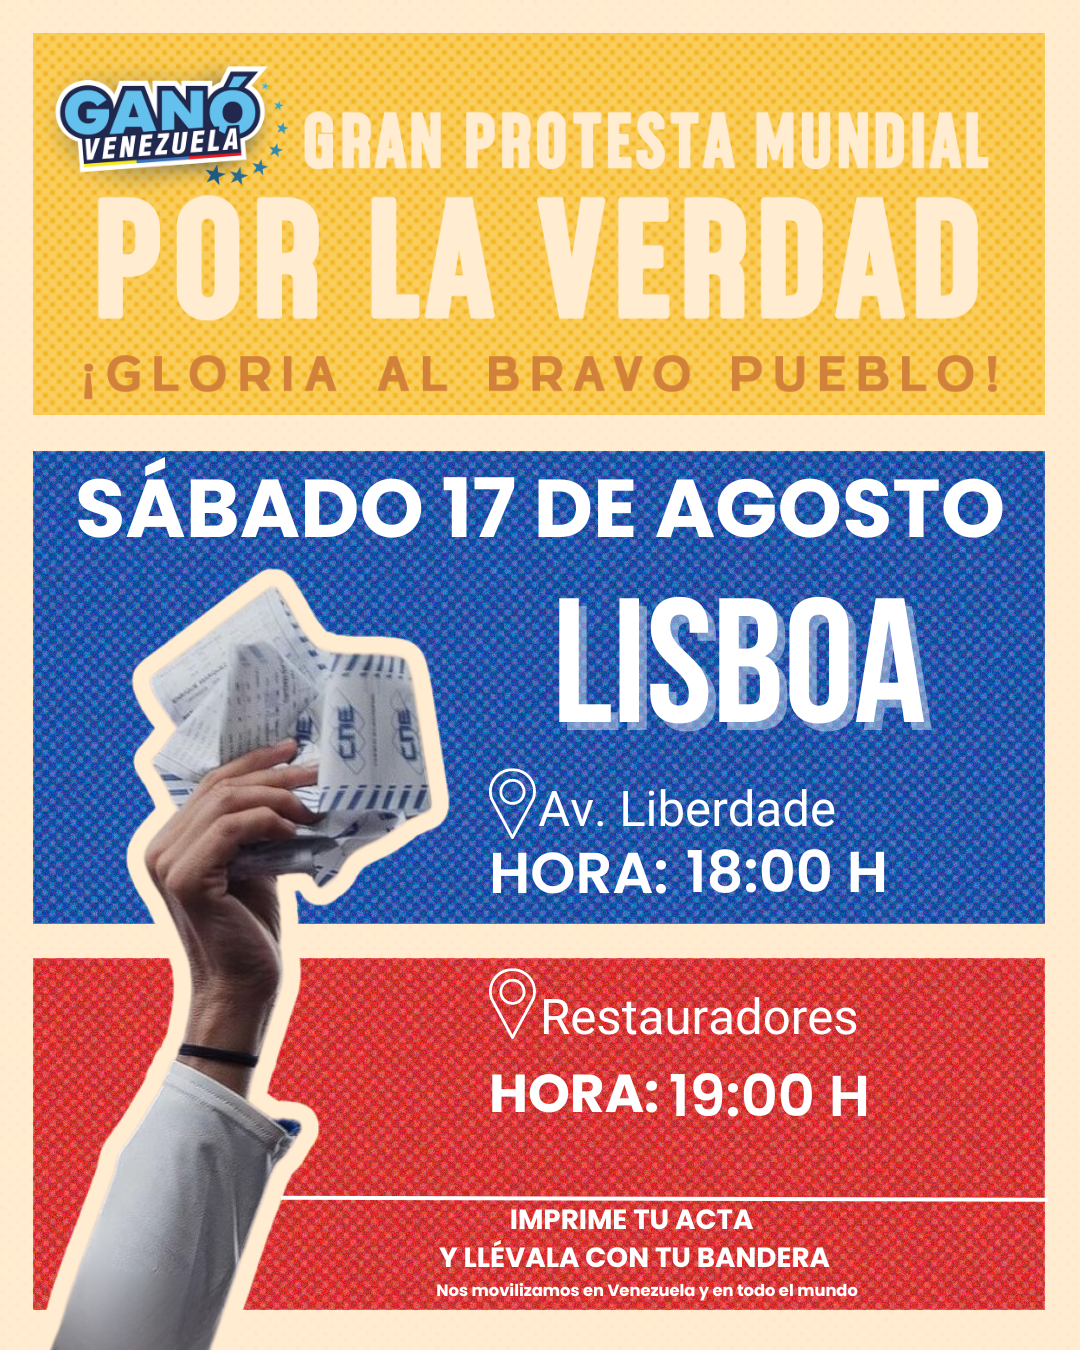 GANÓ
VENEZUELA
GRAN PROTESTA MUNDIAL
POR LA VERDAD
¡GLORIA AL BRAVO PUEBLO!
SÁBADO 17 DE AGOSTO
LISBOA
CNE
CNE
Av. Liberdade
HORA: 18:00 H
Restauradores
HORA: 19:00 H
IMPRIME TU ACTA
Y LLÉVALA CON TU BANDERA
Nos movilizamos en Venezuela y en todo el mundo